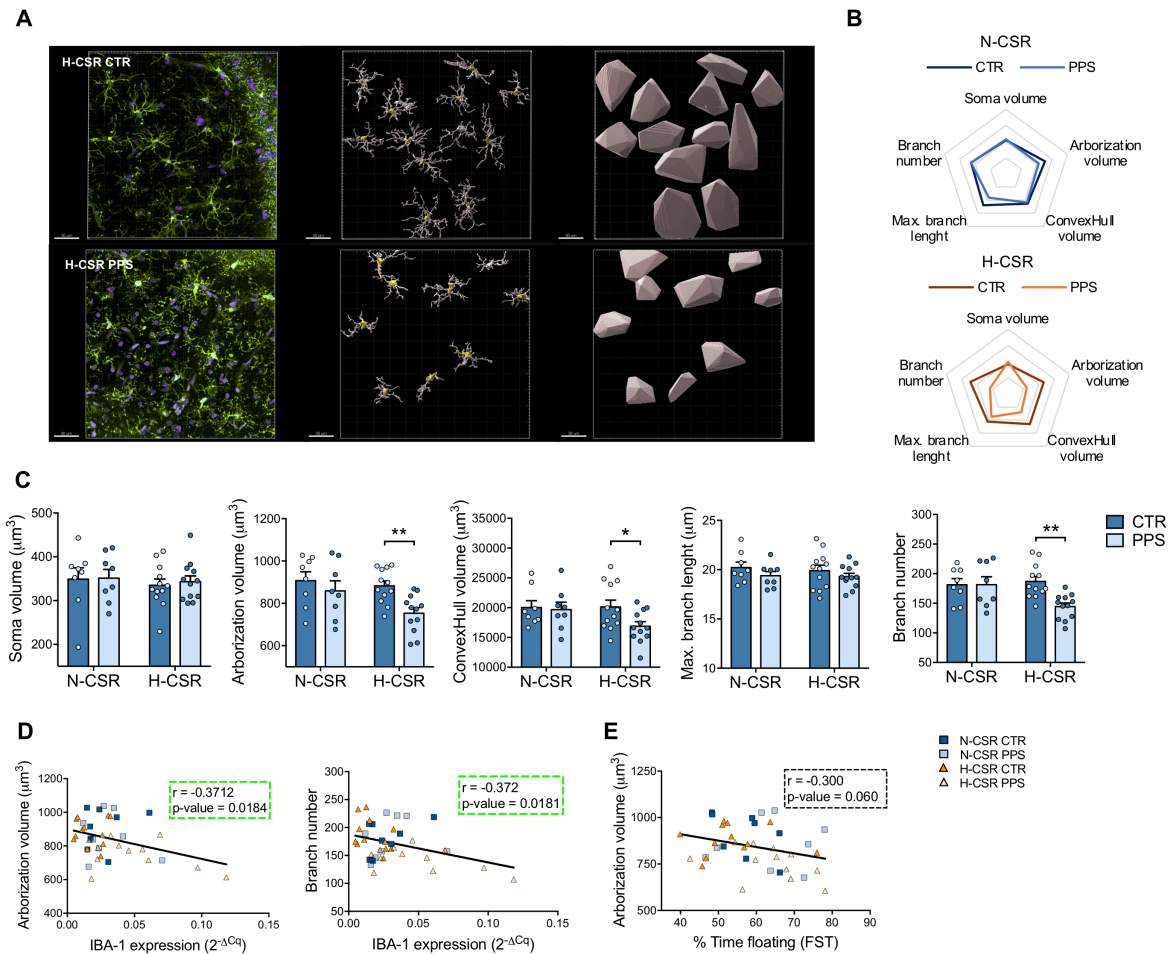 A
H-CSR CTR
H-CSR PPS
B
N-CSR
CTR
PPS
Soma volume
Branch
number
Arborization
volume
Max. branch
lenght
ConvexHull
volume
H-CSR
CTR
PPS
Soma volume
Branch
number
Arborization
volume
Max. branch
lenght
ConvexHull
volume
C
Soma volume (μm³)
500
400
300
200
N-CSR
H-CSR
Arborization volume (μm³)
1200
1000
800
600
**
N-CSR
H-CSR
ConvexHull volume (μm³)
35000
30000
25000
20000
15000
10000
*
N-CSR
H-CSR
Max. branch lenght (μm)
25
20
15
10
N-CSR
H-CSR
Branch number
300
250
200
150
100
50
**
N-CSR
H-CSR
CTR
PPS
D
Arborization volume (μm³)
1200
1000
800
600
400
0.00
0.05
0.10
0.15
IBA-1 expression (2^-ΔCq)
r = -0.3712
p-value = 0.0184
Branch number
300
250
200
150
100
50
0.00
0.05
0.10
0.15
IBA-1 expression (2^-ΔCq)
r = -0.372
p-value = 0.0181
E
Arborization volume (μm³)
1250
1000
750
500
40
50
60
70
80
90
% Time floating (FST)
r = -0.300
p-value = 0.060
N-CSR CTR
N-CSR PPS
H-CSR CTR
H-CSR PPS